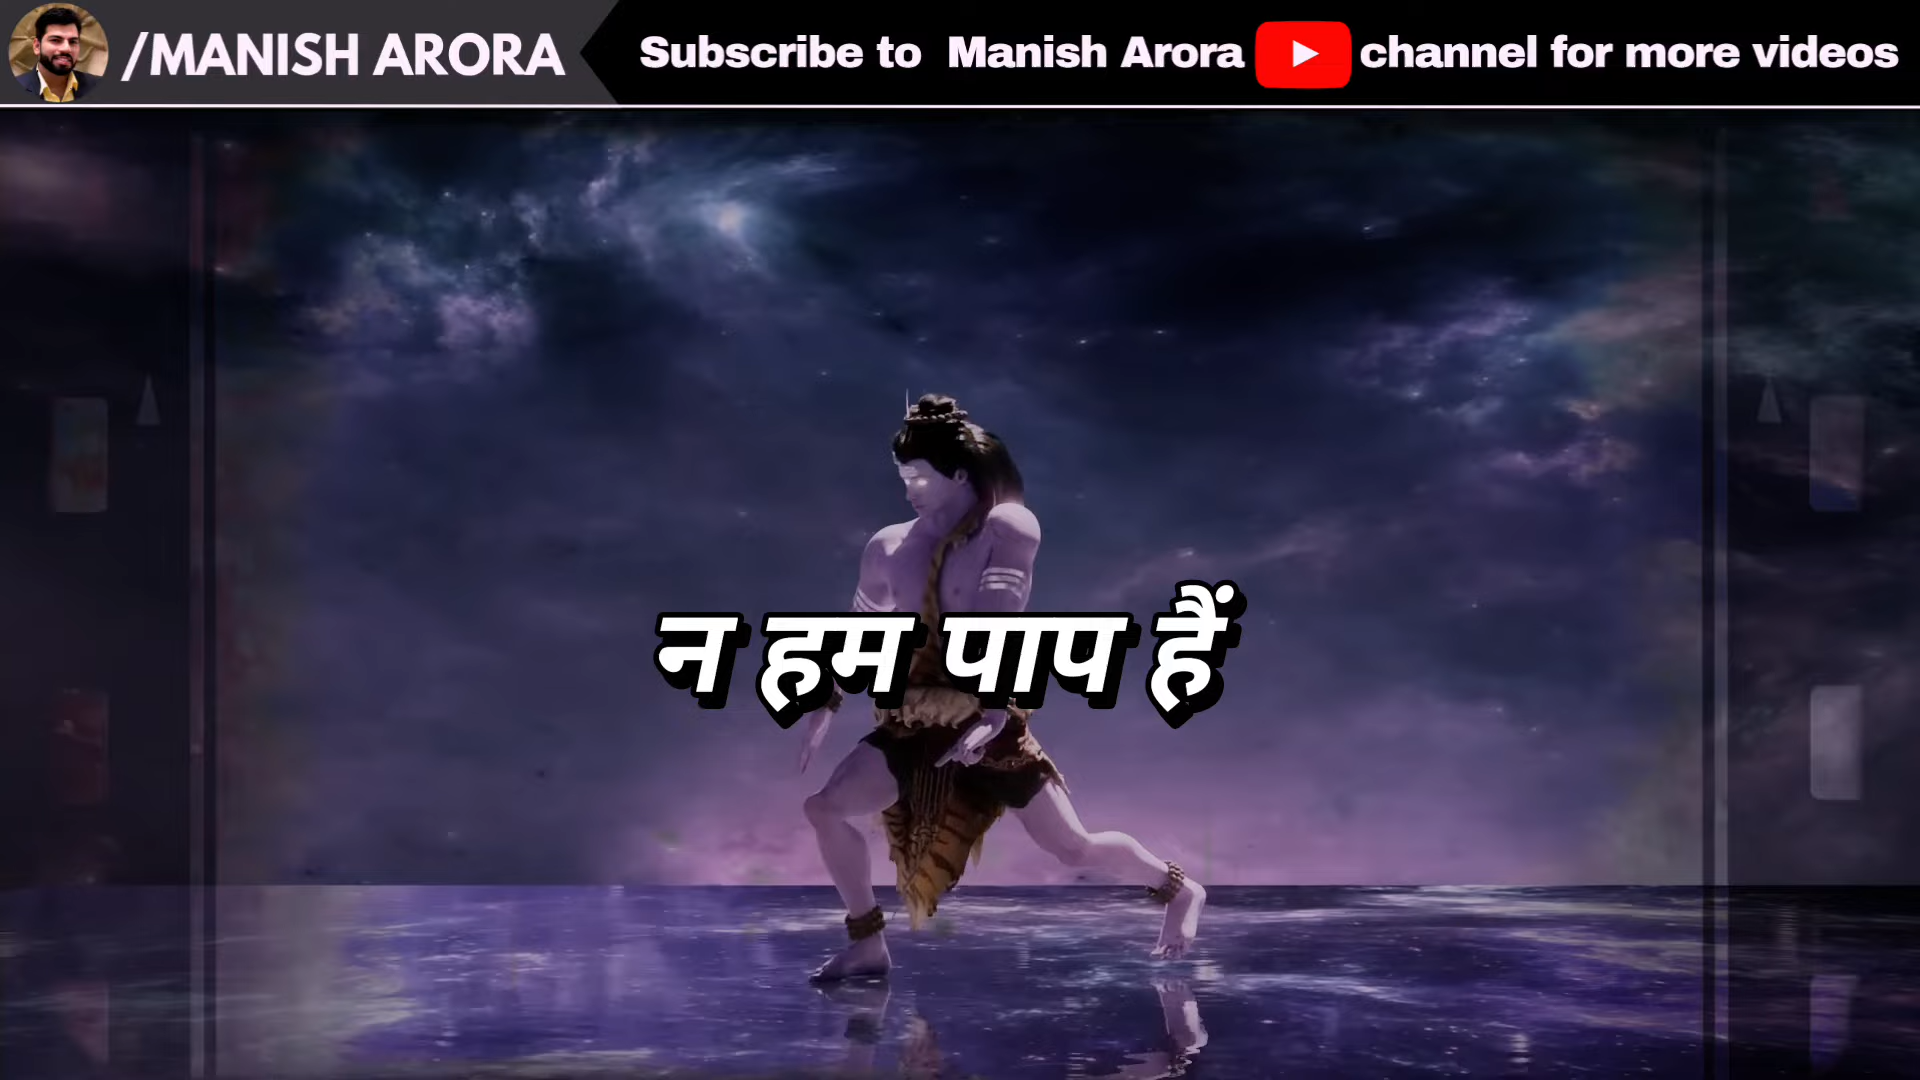 /MANISH ARORA
Subscribe to Manish Arora channel for more videos
न हम पाप हैं